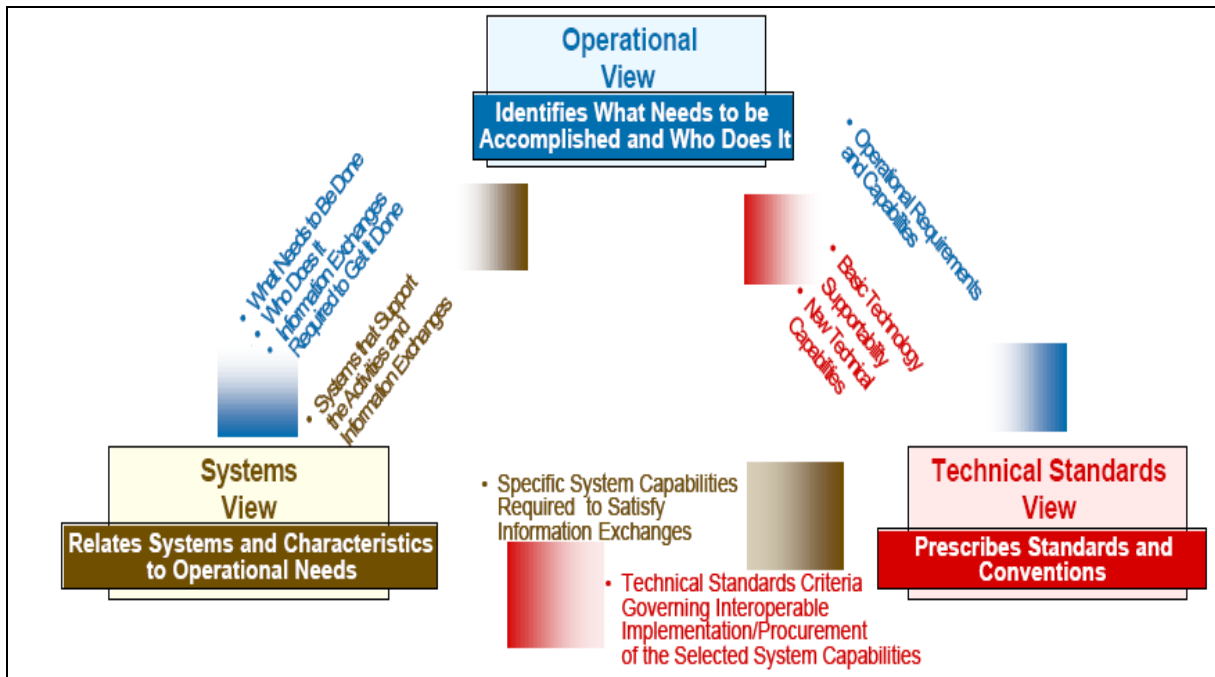 Operational
View
Identifies What Needs to be
Accomplished and Who Does It
• What Needs to Be Done
• Who Does It
• Information Exchanges
Required to Get It Done
• Systems that Support
the Activities and
Information Exchanges
• Operational Requirements
and Capabilities
• Basic Technology
Supportability
• New Technical
Capabilities
Systems
View
Relates Systems and Characteristics
to Operational Needs
• Specific System Capabilities
Required to Satisfy
Information Exchanges
• Technical Standards Criteria
Governing Interoperable
Implementation/Procurement
of the Selected System Capabilities
Technical Standards
View
Prescribes Standards and
Conventions